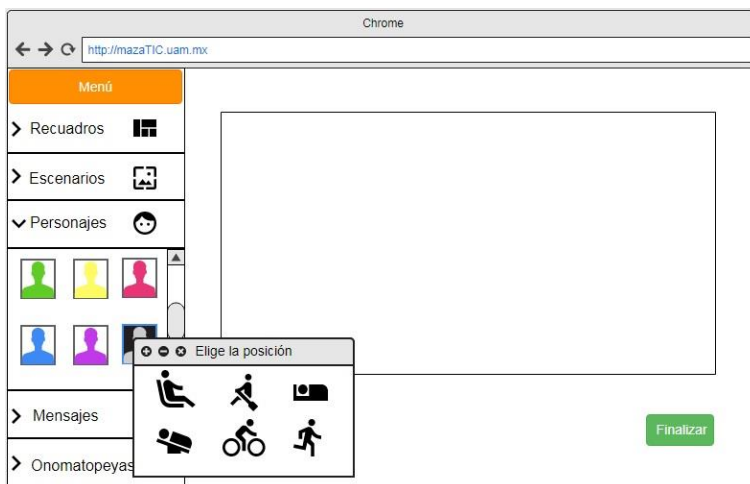 Chrome
http://mazaTIC.uam.mx
Menú
Recuadros
Escenarios
Personajes
Elige la posición
Mensajes
Onomatopeyas
Finalizar